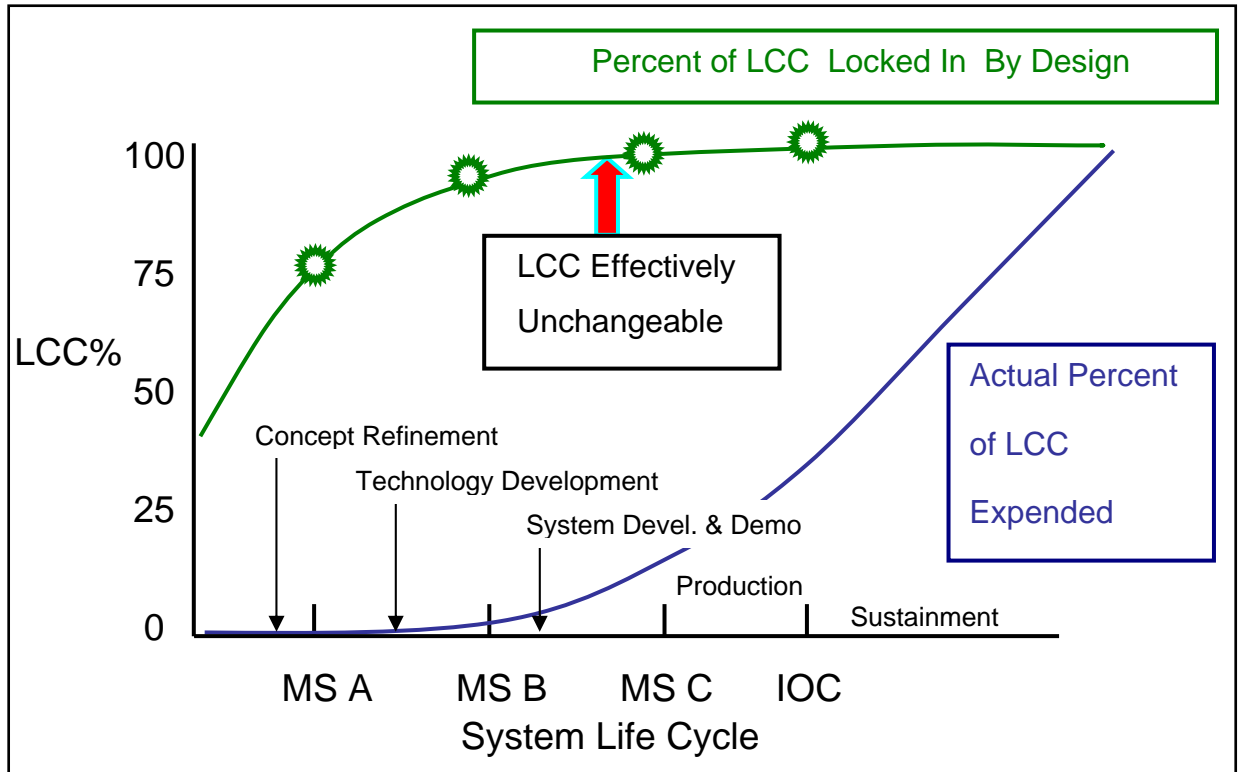 Percent of LCC Locked In By Design
100
75
LCC%
50
25
0
LCC Effectively
Unchangeable
Actual Percent
of LCC
Expended
Concept Refinement
Technology Development
System Devel. & Demo
Production
Sustainment
MS A
MS B
MS C
IOC
System Life Cycle